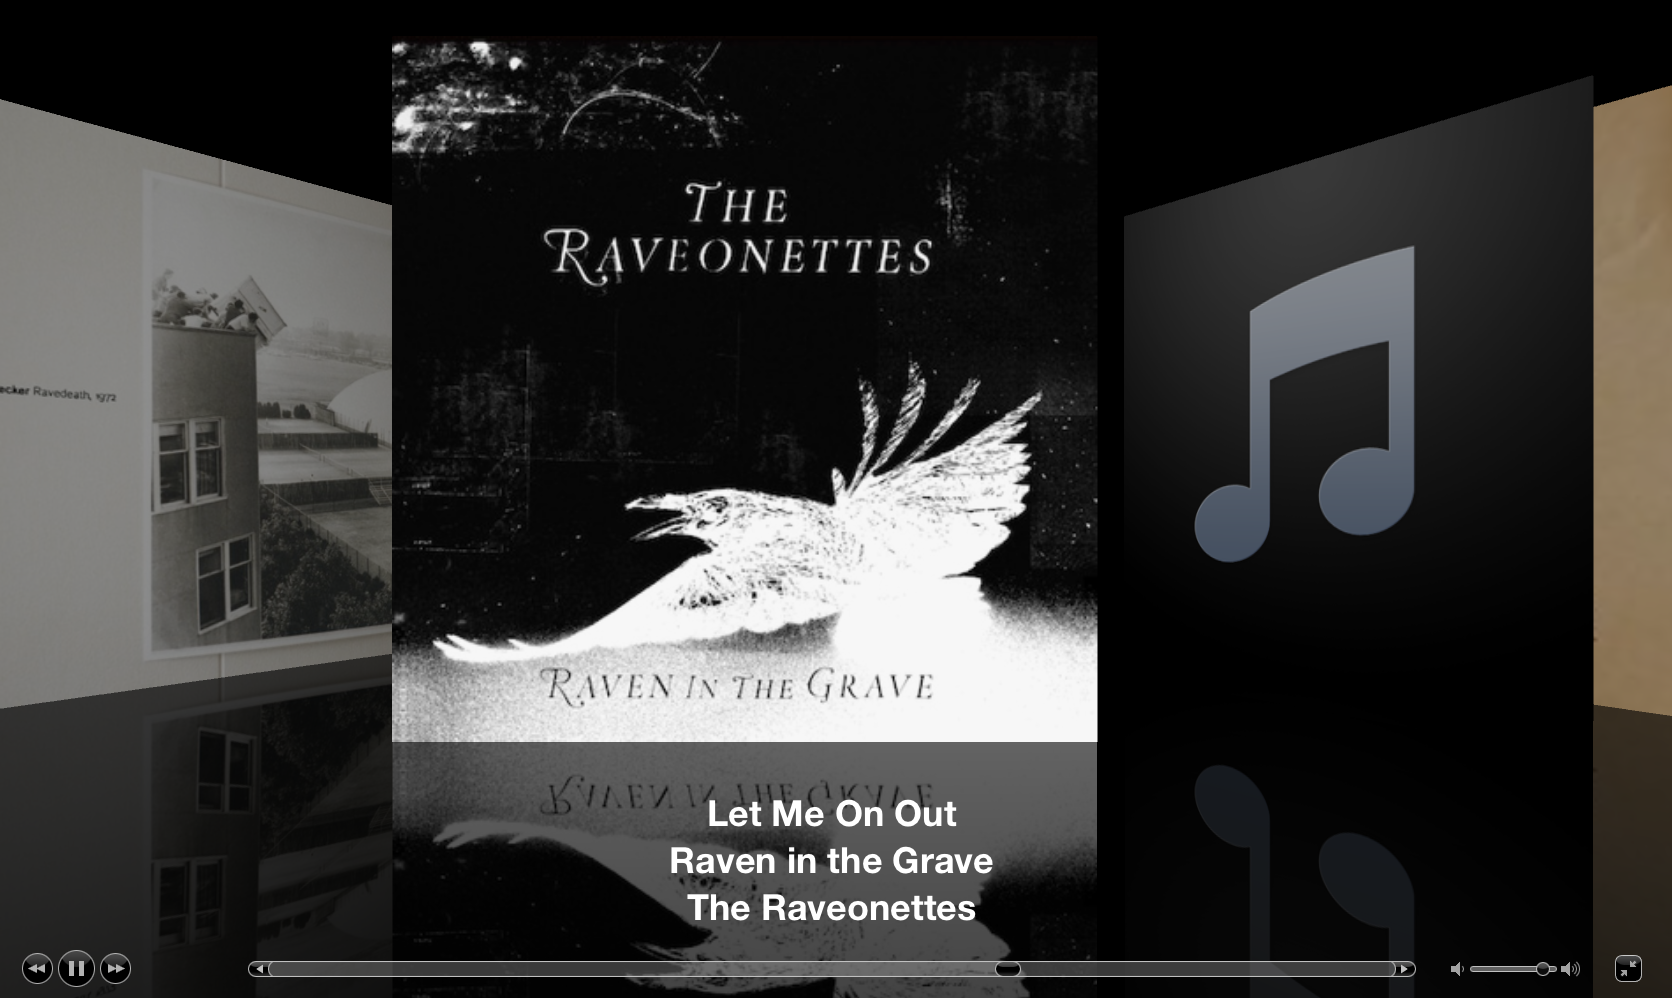 ecker Ravedeath, 1972
THE
RAVEONETTES
RAVEN IN THE GRAVE
Let Me On Out
Raven in the Grave
The Raveonettes